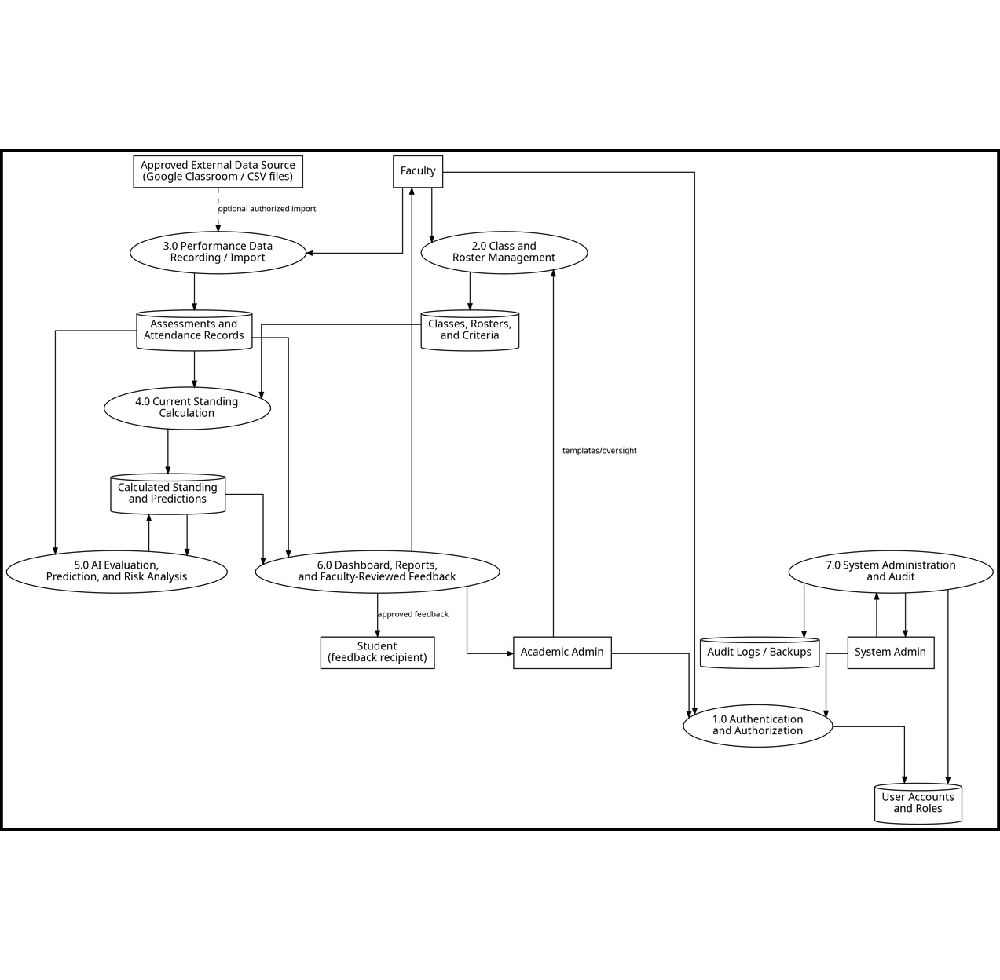 Approved External Data Source
(Google Classroom / CSV files)
Faculty
optional authorized import
3.0 Performance Data
Recording / Import
2.0 Class and
Roster Management
Assessments and
Attendance Records
Classes, Rosters,
and Criteria
4.0 Current Standing
Calculation
templates/oversight
Calculated Standing
and Predictions
5.0 AI Evaluation,
Prediction, and Risk Analysis
6.0 Dashboard, Reports,
and Faculty-Reviewed Feedback
7.0 System Administration
and Audit
approved feedback
Student
(feedback recipient)
Academic Admin
Audit Logs / Backups
System Admin
1.0 Authentication
and Authorization
User Accounts
and Roles